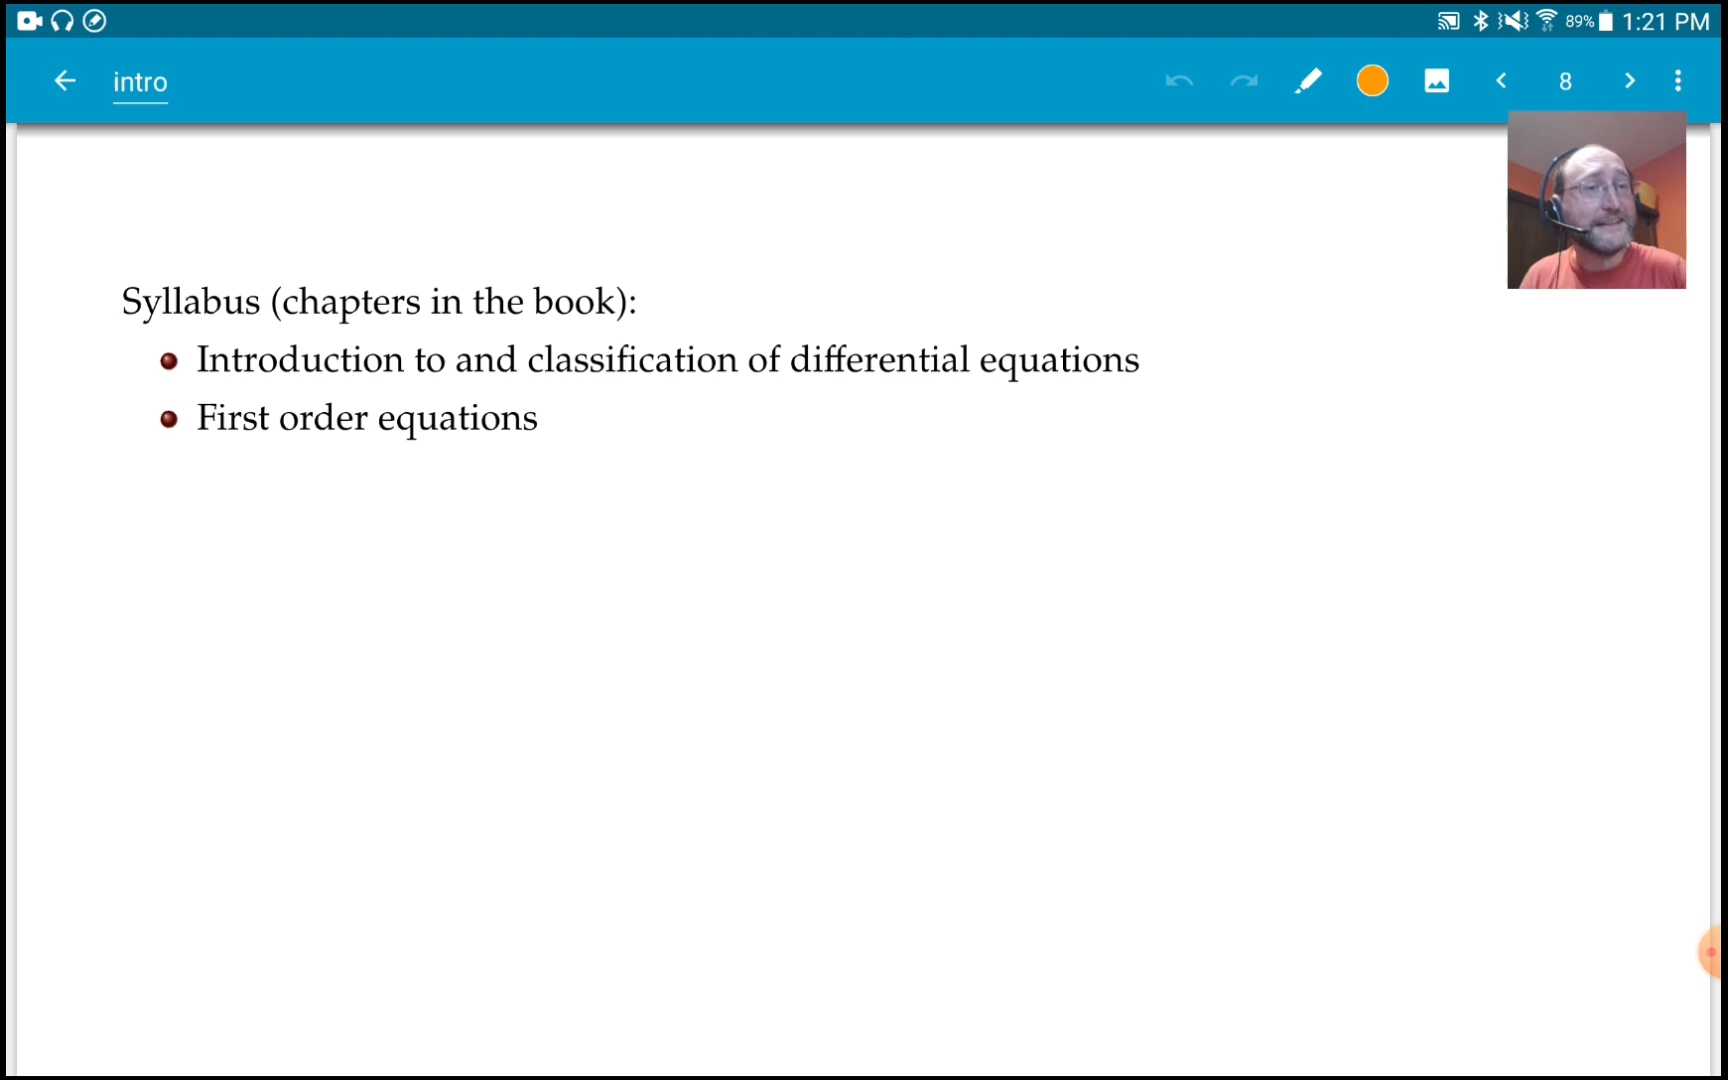 89% 1:21 PM
intro 8
Syllabus (chapters in the book):
Introduction to and classification of differential equations
First order equations